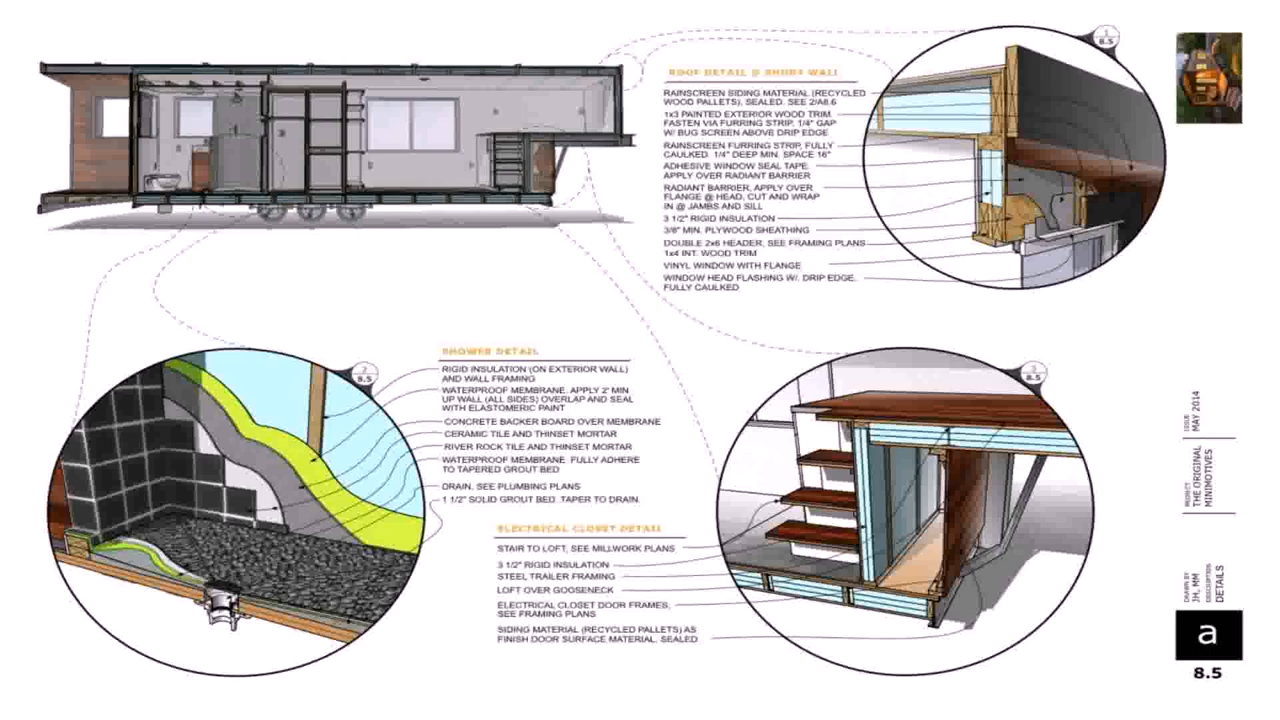 1
8.5
ROOF DETAIL @ SHORT WALL
RAINSCREEN SIDING MATERIAL (RECYCLED
WOOD PALLETS), SEALED. SEE 2/A8.6
1x3 PAINTED EXTERIOR WOOD TRIM.
FASTEN VIA FURRING STRIP, 1/4" GAP
W/ BUG SCREEN ABOVE DRIP EDGE
RAINSCREEN FURRING STRIP, FULLY
CAULKED. 1/4" DEEP MIN. SPACE 16"
ADHESIVE WINDOW SEAL TAPE.
APPLY OVER RADIANT BARRIER
RADIANT BARRIER, APPLY OVER
FLANGE @ HEAD, CUT AND WRAP
IN @ JAMBS AND SILL
3 1/2" RIGID INSULATION
3/8" MIN. PLYWOOD SHEATHING
DOUBLE 2x6 HEADER, SEE FRAMING PLANS
1x4 INT. WOOD TRIM
VINYL WINDOW WITH FLANGE
WINDOW HEAD FLASHING W/. DRIP EDGE.
FULLY CAULKED
2
8.5
SHOWER DETAIL
RIGID INSULATION (ON EXTERIOR WALL)
AND WALL FRAMING
WATERPROOF MEMBRANE. APPLY 2' MIN
UP WALL (ALL SIDES) OVERLAP AND SEAL
WITH ELASTOMERIC PAINT
CONCRETE BACKER BOARD OVER MEMBRANE
CERAMIC TILE AND THINSET MORTAR
RIVER ROCK TILE AND THINSET MORTAR
WATERPROOF MEMBRANE. FULLY ADHERE
TO TAPERED GROUT BED
DRAIN. SEE PLUMBING PLANS
1 1/2" SOLID GROUT BED. TAPER TO DRAIN.
3
8.5
ELECTRICAL CLOSET DETAIL
STAIR TO LOFT, SEE MILLWORK PLANS
3 1/2" RIGID INSULATION
STEEL TRAILER FRAMING
LOFT OVER GOOSENECK
ELECTRICAL CLOSET DOOR FRAMES,
SEE FRAMING PLANS
SIDING MATERIAL (RECYCLED PALLETS) AS
FINISH DOOR SURFACE MATERIAL. SEALED
ISSUE
MAY 2014
PROJECT
THE ORIGINAL
MINIMOTIVES
DRAWN BY
JH, MM
DESCRIPTION
DETAILS
a
8.5